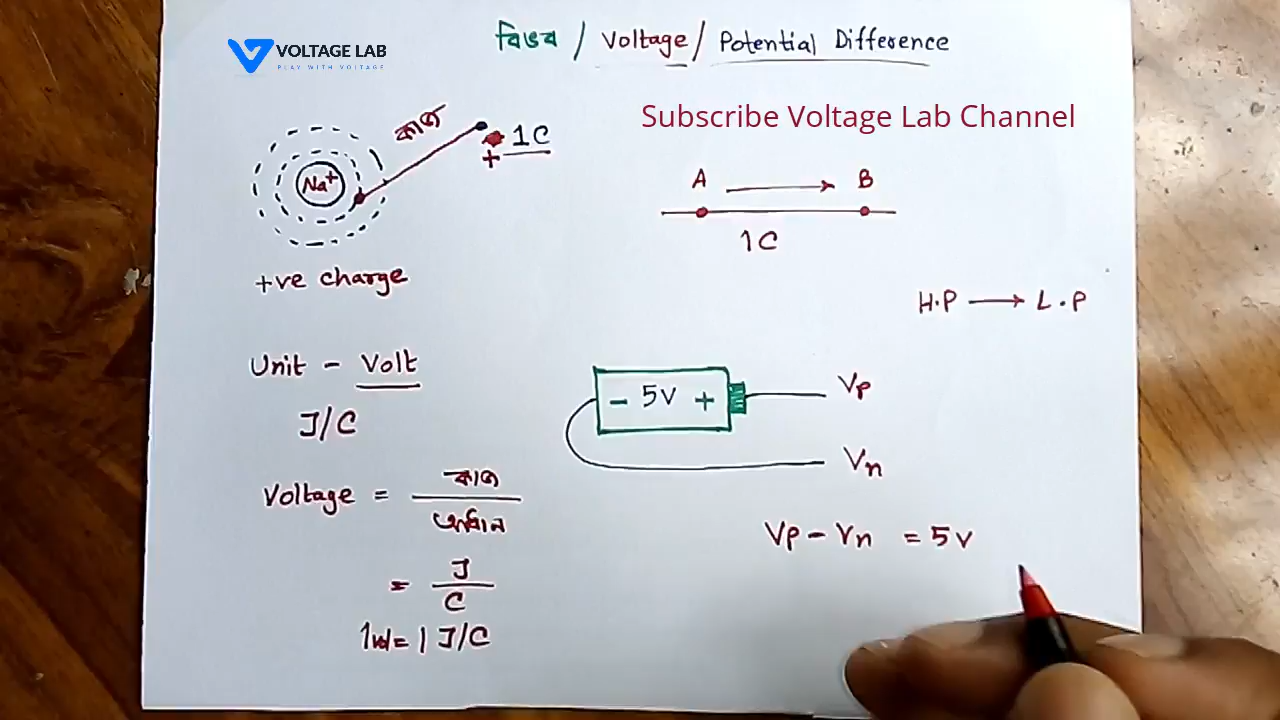 VOLTAGE LAB
PLAY WITH VOLTAGE
বিভব / Voltage / Potential Difference
Subscribe Voltage Lab Channel
কাজ
1C
+
Na+
+ve charge
A B
1C
H.P → L.P
Unit - Volt
J/C
- 5V + Vp
Vn
Voltage = কাজ
আধান
= J
C
= 1 J/C
Vp - Vn = 5V